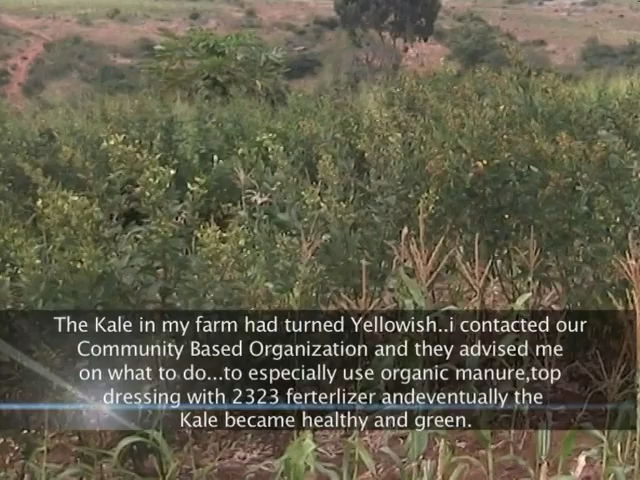 The Kale in my farm had turned Yellowish..i contacted our
Community Based Organization and they advised me
on what to do...to especially use organic manure,top
dressing with 2323 ferterlizer andeventually the
Kale became healthy and green.